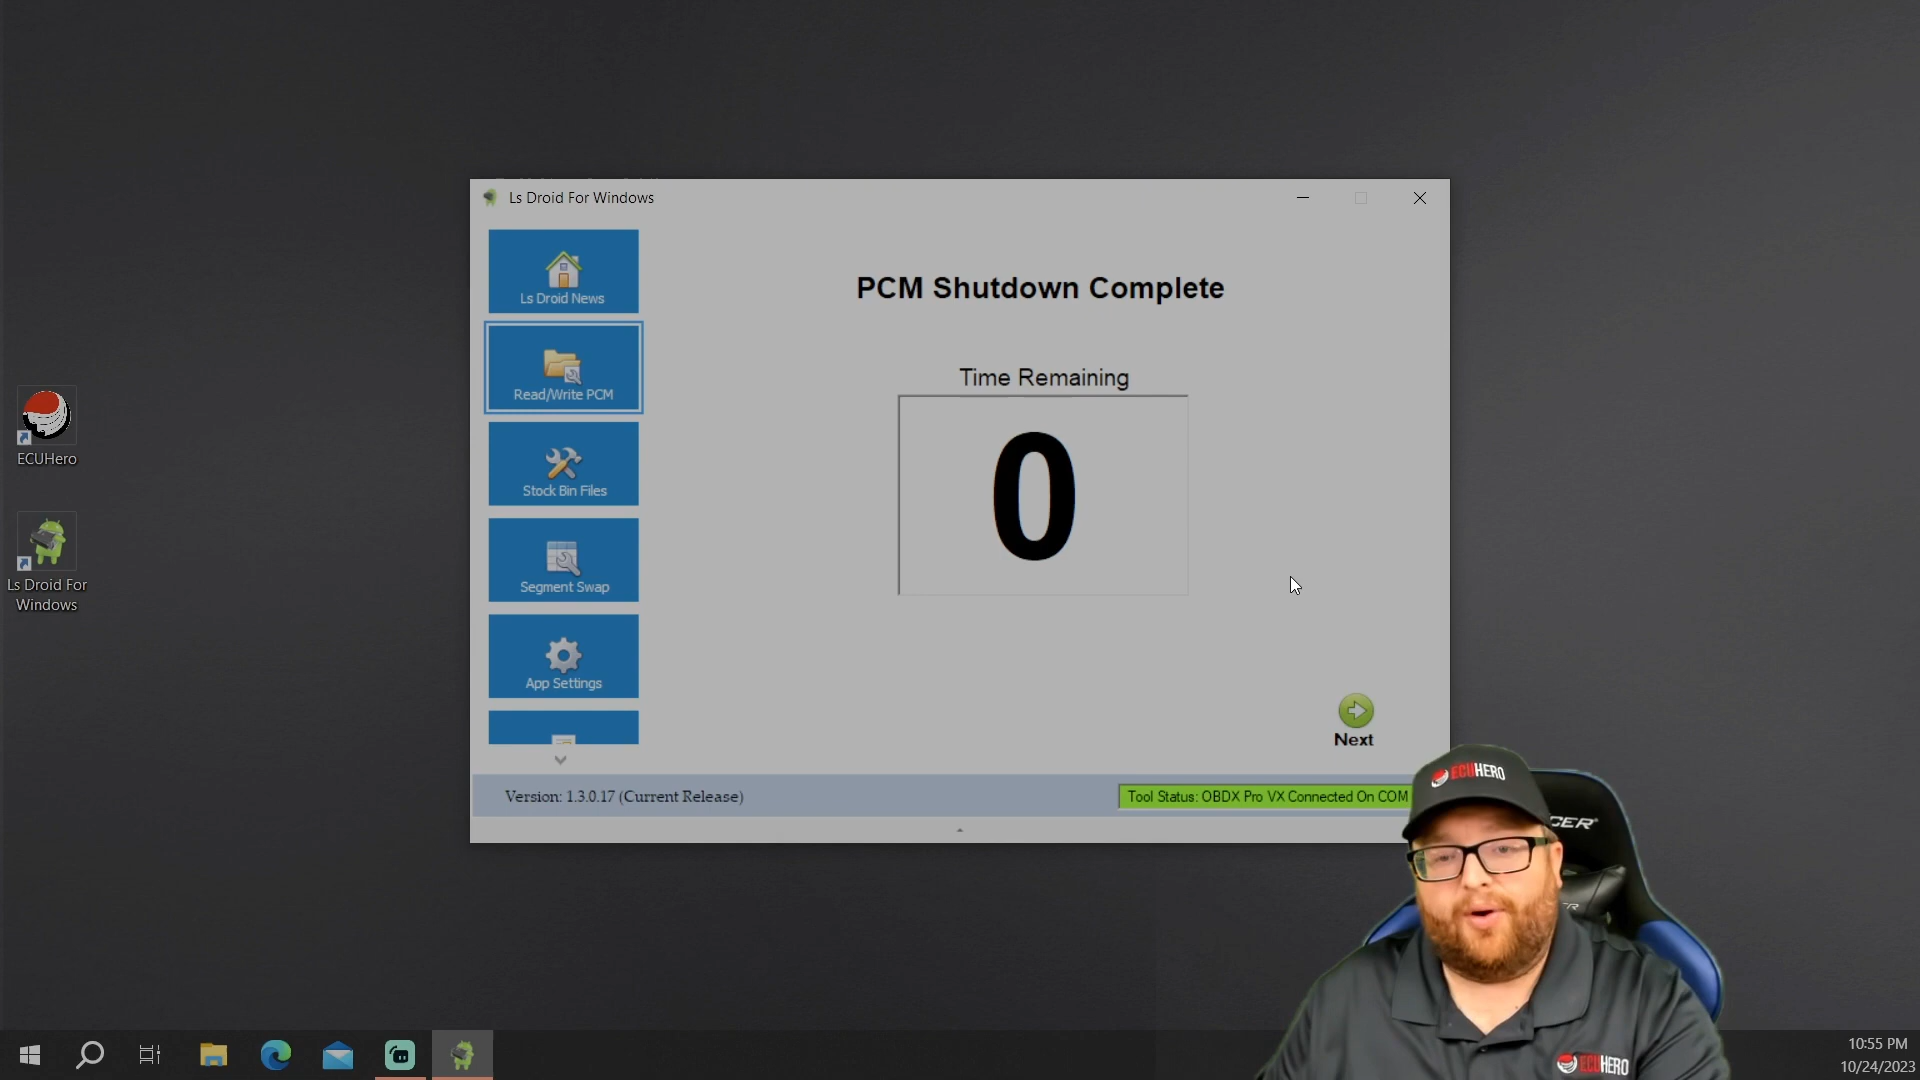 Ls Droid For Windows
Ls Droid News
Read/Write PCM
Stock Bin Files
Segment Swap
App Settings
PCM Shutdown Complete
Time Remaining
0
Next
Version: 1.3.0.17 (Current Release)
Tool Status: OBDX Pro VX Connected On COM
ECUHero
Ls Droid For
Windows
ECUHERO
ECUHERO
10:55 PM
10/24/2023